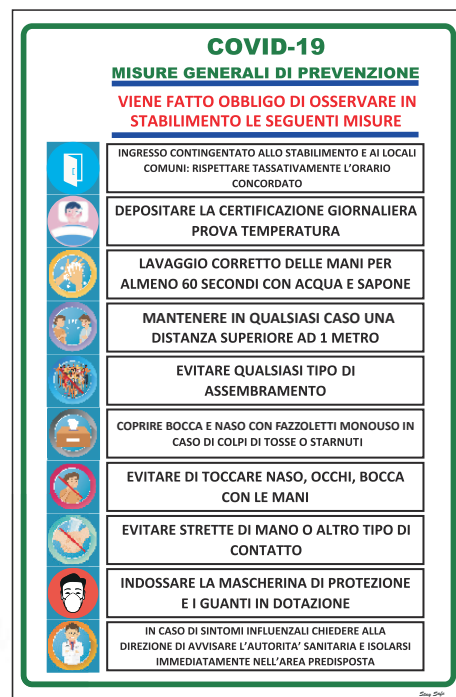 COVID-19
MISURE GENERALI DI PREVENZIONE
VIENE FATTO OBBLIGO DI OSSERVARE IN
STABILIMENTO LE SEGUENTI MISURE
INGRESSO CONTINGENTATO ALLO STABILIMENTO E AI LOCALI
COMUNI: RISPETTARE TASSATIVAMENTE L'ORARIO
CONCORDATO
DEPOSITARE LA CERTIFICAZIONE GIORNALIERA
PROVA TEMPERATURA
LAVAGGIO CORRETTO DELLE MANI PER
ALMENO 60 SECONDI CON ACQUA E SAPONE
MANTENERE IN QUALSIASI CASO UNA
DISTANZA SUPERIORE AD 1 METRO
EVITARE QUALSIASI TIPO DI
ASSEMBRAMENTO
COPRIRE BOCCA E NASO CON FAZZOLETTI MONOUSO IN
CASO DI COLPI DI TOSSE O STARNUTI
EVITARE DI TOCCARE NASO, OCCHI, BOCCA
CON LE MANI
EVITARE STRETTE DI MANO O ALTRO TIPO DI
CONTATTO
INDOSSARE LA MASCHERINA DI PROTEZIONE
E I GUANTI IN DOTAZIONE
IN CASO DI SINTOMI INFLUENZALI CHIEDERE ALLA
DIREZIONE DI AVVISARE L'AUTORITA' SANITARIA E ISOLARSI
IMMEDIATAMENTE NELL'AREA PREDISPOSTA
Stay Safe